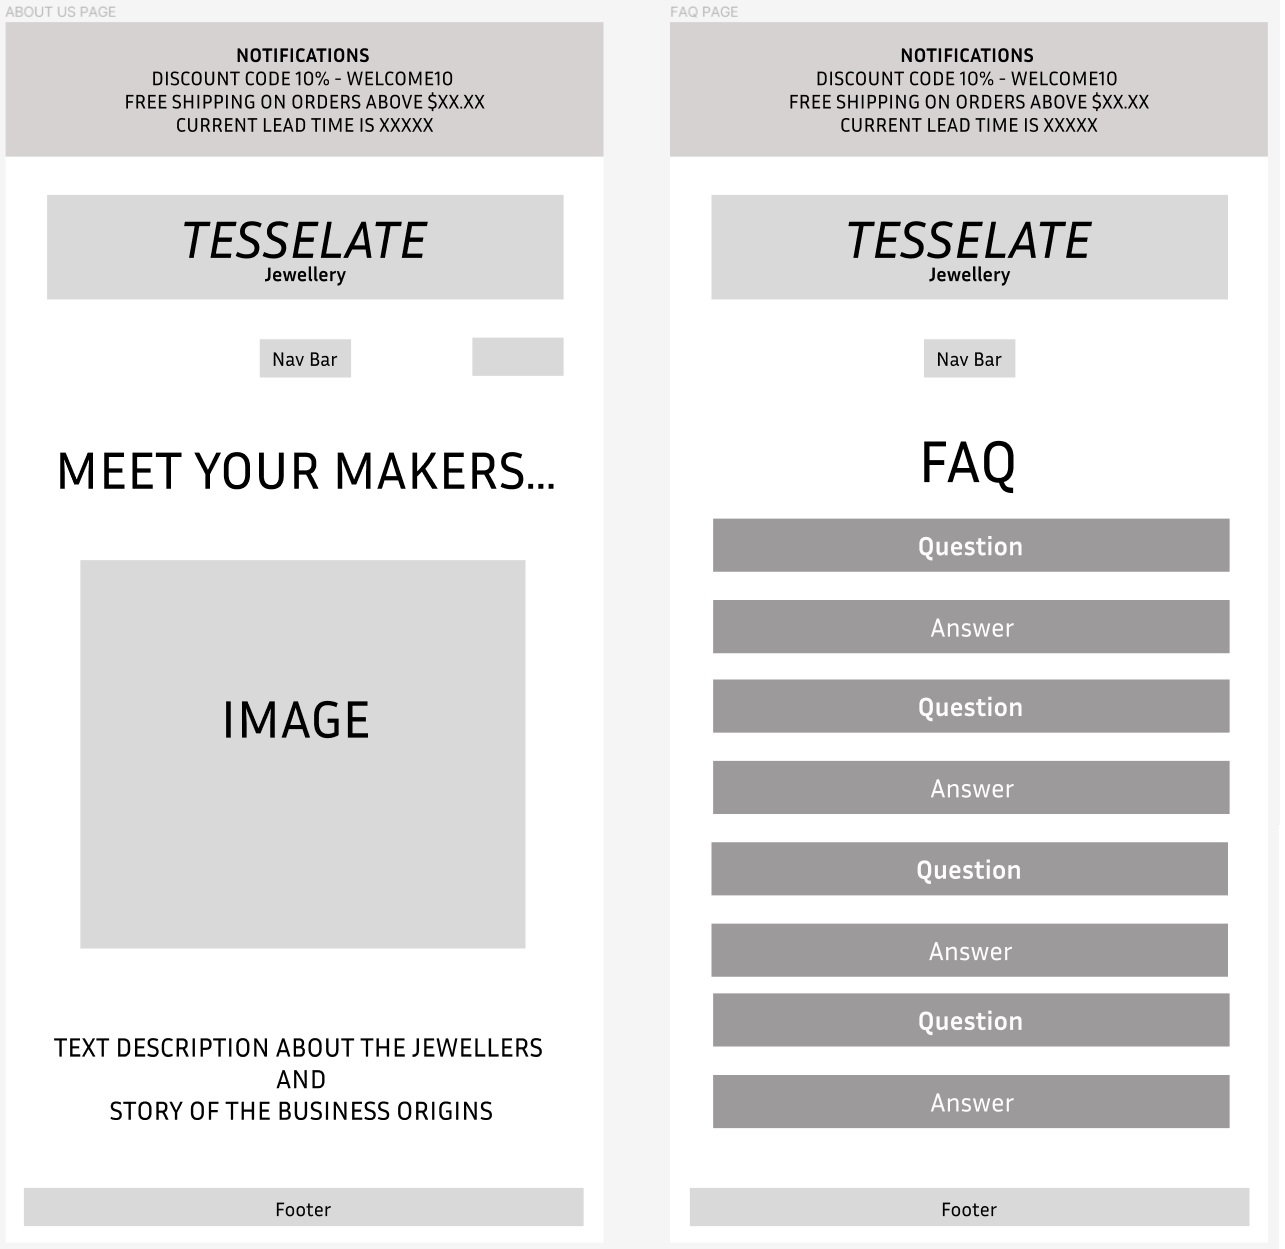 ABOUT US PAGE
NOTIFICATIONS
DISCOUNT CODE 10% - WELCOME10
FREE SHIPPING ON ORDERS ABOVE $XX.XX
CURRENT LEAD TIME IS XXXXX
TESSELATE
Jewellery
Nav Bar
MEET YOUR MAKERS...
IMAGE
TEXT DESCRIPTION ABOUT THE JEWELLERS
AND
STORY OF THE BUSINESS ORIGINS
Footer
FAQ PAGE
NOTIFICATIONS
DISCOUNT CODE 10% - WELCOME10
FREE SHIPPING ON ORDERS ABOVE $XX.XX
CURRENT LEAD TIME IS XXXXX
TESSELATE
Jewellery
Nav Bar
FAQ
Question
Answer
Question
Answer
Question
Answer
Question
Answer
Footer